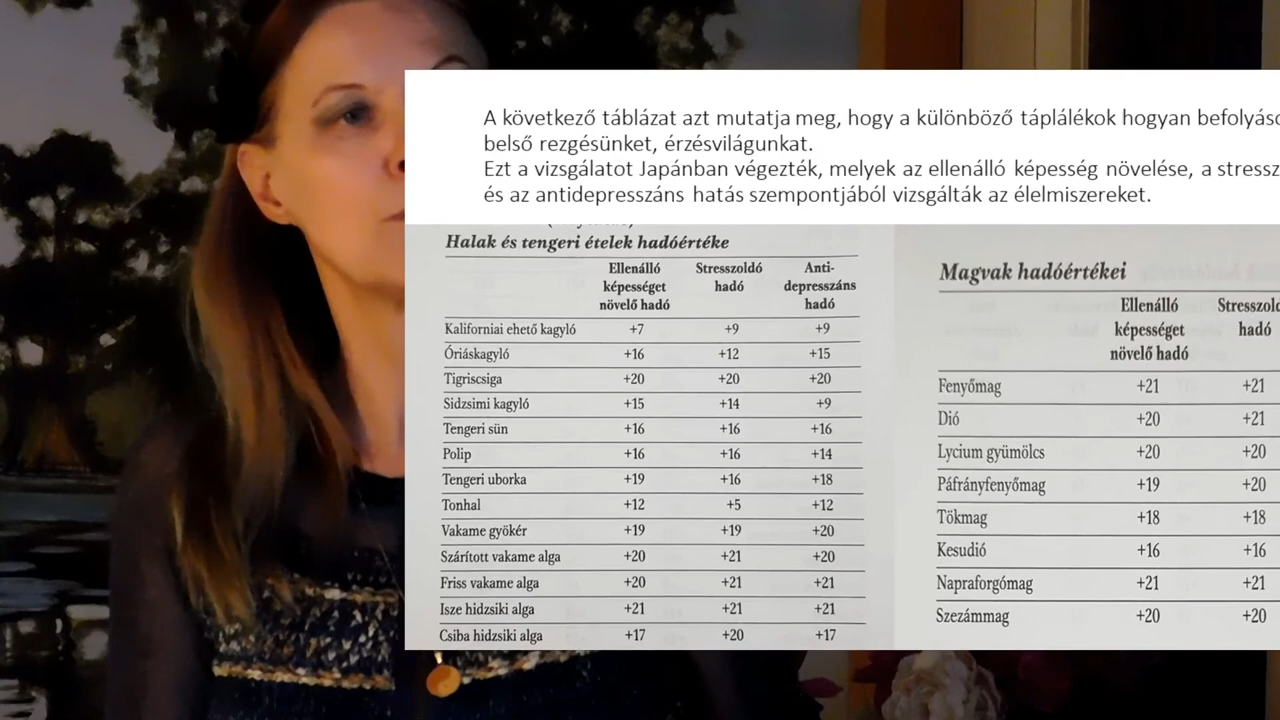 A következő táblázat azt mutatja meg, hogy a különböző táplálékok hogyan
belső rezgésünket, érzésvilágunkat.
Ezt a vizsgálatot Japánban végezték, melyek az ellenálló képesség növelése, a
és az antidepresszáns hatás szempontjából vizsgálták az élelmiszereket.
Halak és tengeri ételek hadóértéke
Ellenálló képességet növelő hadó Stresszoldó hadó Anti-depresszáns hadó
Kaliforniai ehető kagyló +7 +9 +9
Óriáskagyló +16 +12 +15
Tigriscsiga +20 +20 +20
Sidzsimi kagyló +15 +14 +9
Tengeri sün +16 +16 +16
Polip +16 +16 +14
Tengeri uborka +19 +16 +18
Tonhal +12 +5 +12
Vakame gyökér +19 +19 +20
Szárított vakame alga +20 +21 +20
Friss vakame alga +20 +21 +21
Isze hidzsiki alga +21 +21 +21
Csiba hidzsiki alga +17 +20 +17
Magvak hadóértékei
Ellenálló képességet növelő hadó hadó
Fenyőmag +21 +21
Dió +20 +21
Lycium gyümölcs +20 +20
Páfrányfenyőmag +19 +20
Tökmag +18 +18
Kesudió +16 +16
Napraforgómag +21 +21
Szezámmag +20 +20